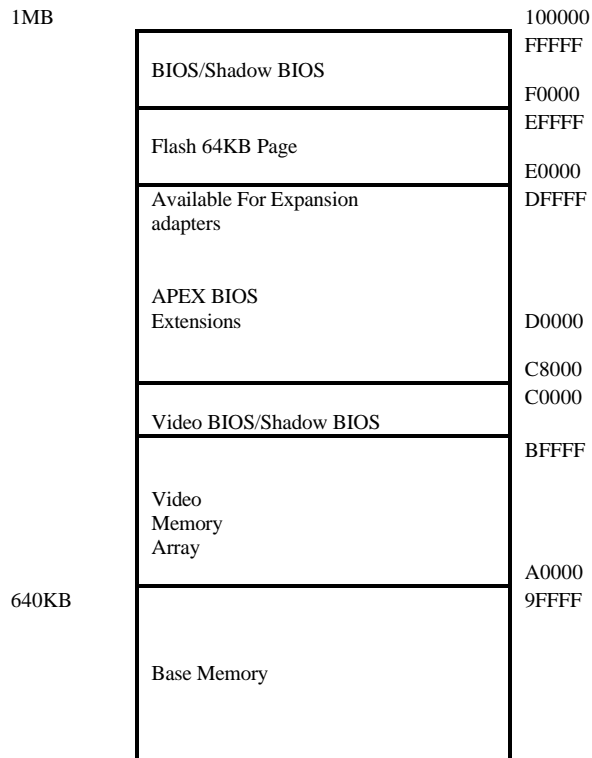 1MB
100000
FFFFF
BIOS/Shadow BIOS
F0000
EFFFF
Flash 64KB Page
E0000
Available For Expansion
DFFFF
adapters
APEX BIOS
Extensions
D0000
C8000
C0000
Video BIOS/Shadow BIOS
BFFFF
Video
Memory
Array
A0000
640KB
9FFFF
Base Memory